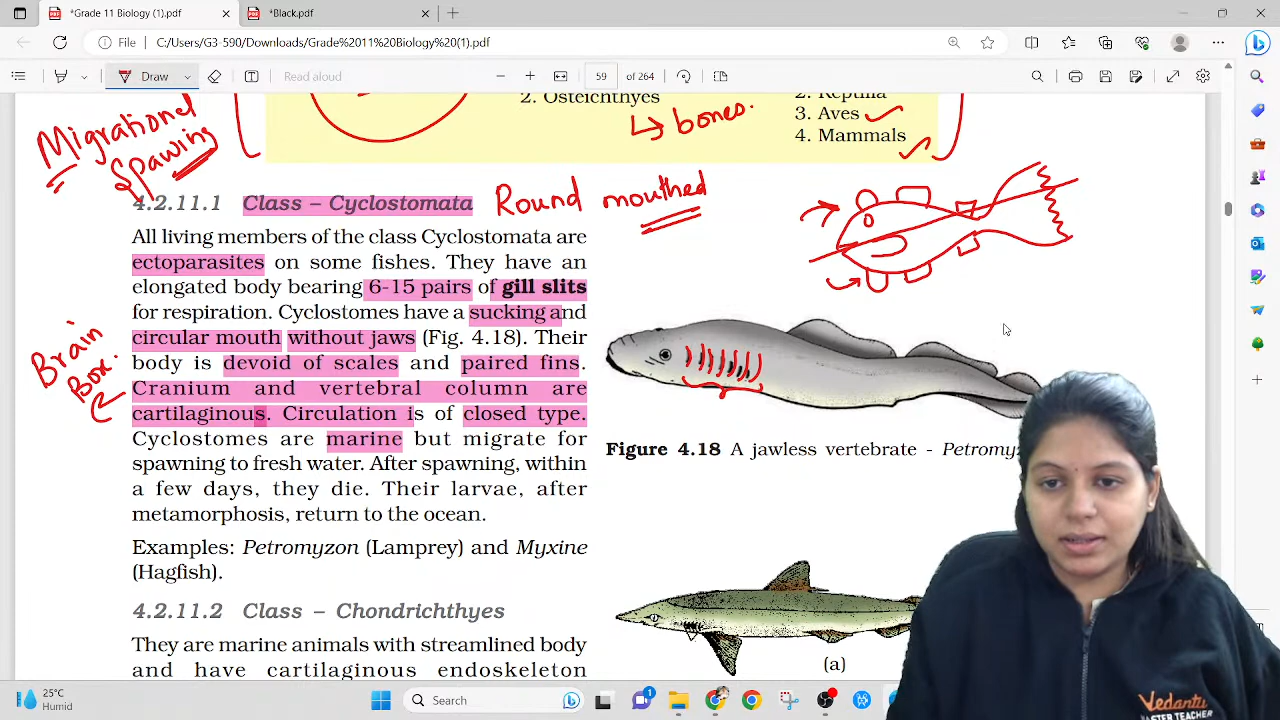 *Grade 11 Biology (1).pdf
*Black.pdf
File
C:/Users/G3-590/Downloads/Grade%2011%20Biology%20(1).pdf
Draw
Read aloud
59 of 264
2. Osteichthyes
2. Reptilia
↳ bones.
3. Aves
4. Mammals
Migrational
Spawing
4.2.11.1 Class – Cyclostomata
Round mouthed
All living members of the class Cyclostomata are
ectoparasites on some fishes. They have an
elongated body bearing 6-15 pairs of gill slits
for respiration. Cyclostomes have a sucking and
circular mouth without jaws (Fig. 4.18). Their
body is devoid of scales and paired fins.
Cranium and vertebral column are
cartilaginous. Circulation is of closed type.
Cyclostomes are marine but migrate for
spawning to fresh water. After spawning, within
a few days, they die. Their larvae, after
metamorphosis, return to the ocean.
Brain
Box.
Examples: Petromyzon (Lamprey) and Myxine
(Hagfish).
4.2.11.2 Class – Chondrichthyes
They are marine animals with streamlined body
and have cartilaginous endoskeleton
Figure 4.18 A jawless vertebrate - Petromyz
(a)
Vedantu
MASTER TEACHER
25°C
Humid
Search
1